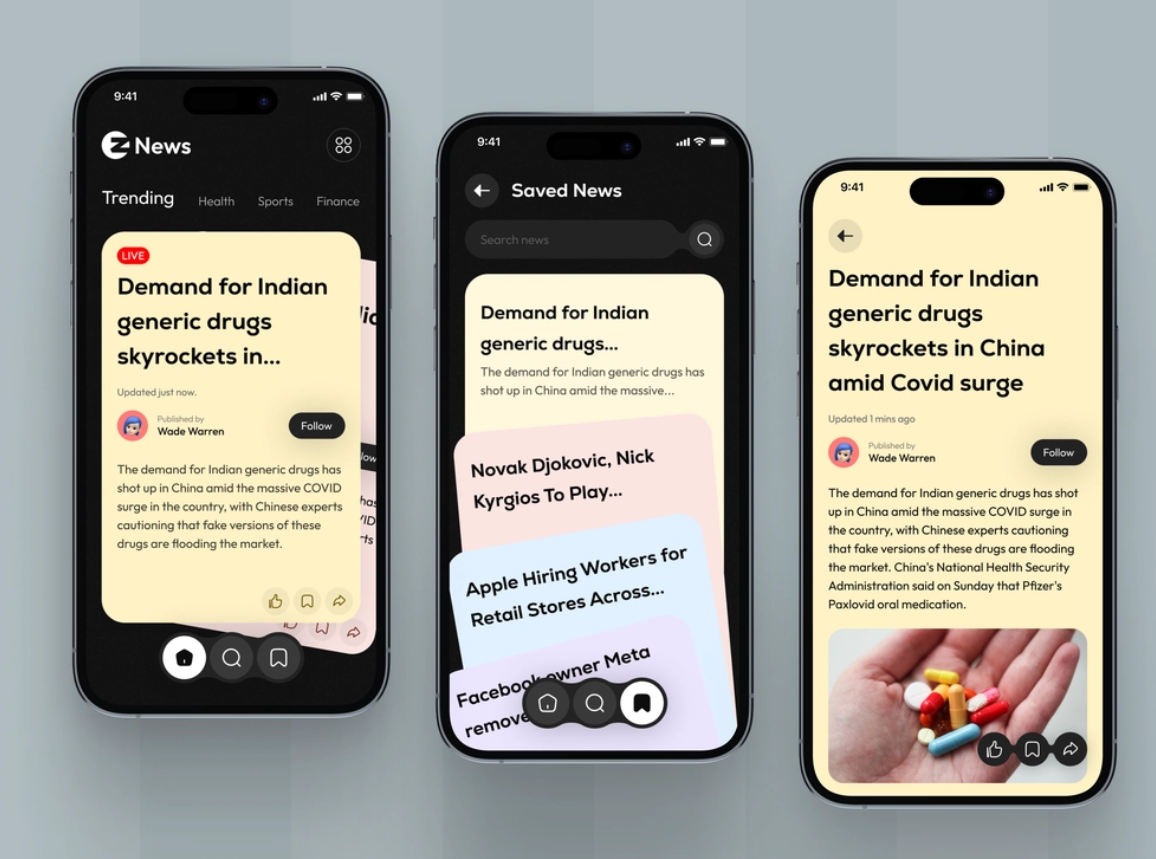 9:41
News
Trending Health Sports Finance
LIVE
Demand for Indian
generic drugs
skyrockets in...
Updated just now.
Published by
Wade Warren
Follow
The demand for Indian generic drugs has
shot up in China amid the massive COVID
surge in the country, with Chinese experts
cautioning that fake versions of these
drugs are flooding the market.
9:41
Saved News
Search news
Demand for Indian
generic drugs...
The demand for Indian generic drugs has
shot up in China amid the massive...
Novak Djokovic, Nick
Kyrgios To Play...
Apple Hiring Workers for
Retail Stores Across...
Facebook owner Meta
remove
9:41
Demand for Indian
generic drugs
skyrockets in China
amid Covid surge
Updated 1 mins ago
Published by
Wade Warren
Follow
The demand for Indian generic drugs has shot
up in China amid the massive COVID surge in
the country, with Chinese experts cautioning
that fake versions of these drugs are flooding
the market. China's National Health Security
Administration said on Sunday that Pfizer's
Paxlovid oral medication.